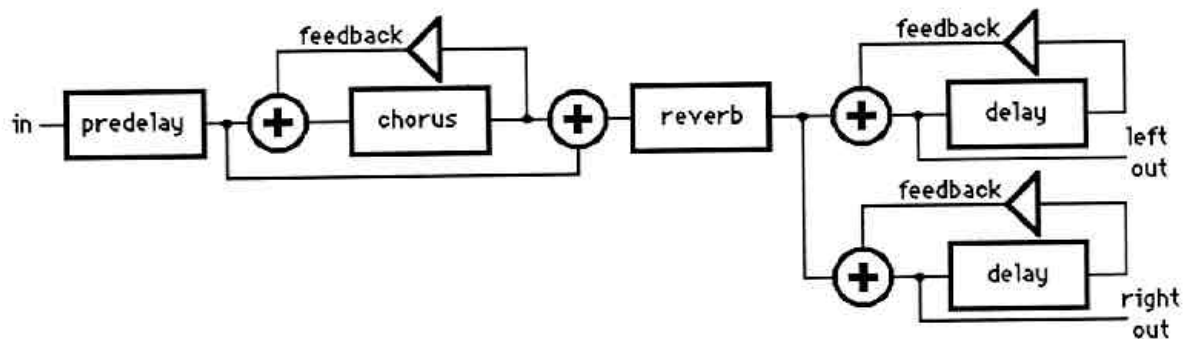 feedback
in
predelay
chorus
reverb
feedback
delay
left
out
feedback
delay
right
out